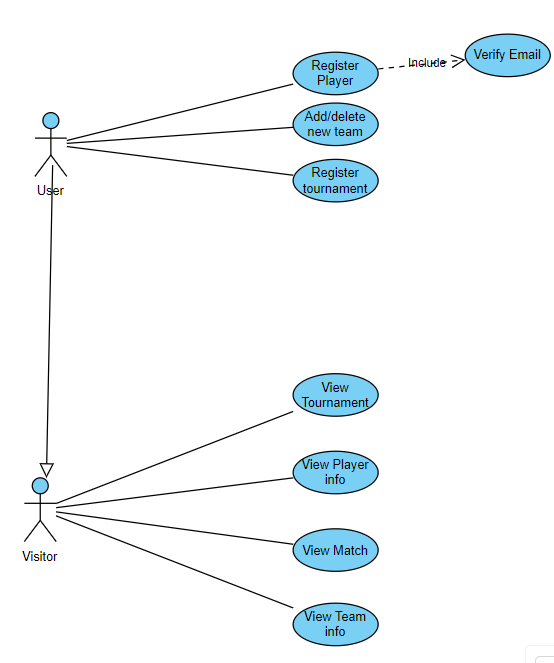 Register
Player
Include
Verify Email
Add/delete
new team
Register
tournament
User
View
Tournament
View Player
info
View Match
Visitor
View Team
info